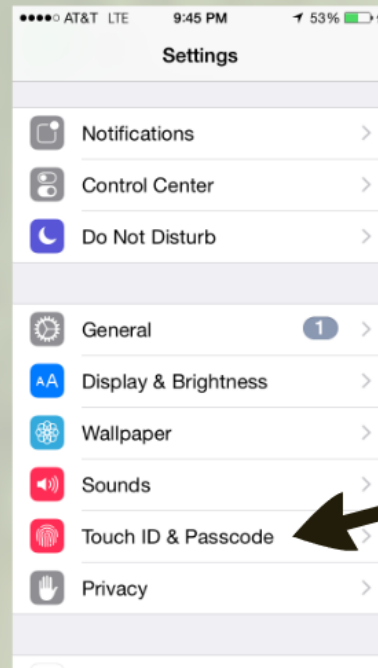 AT&T LTE 9:45 PM 53%
Settings
Notifications
Control Center
Do Not Disturb
General 1
AA Display & Brightness
Wallpaper
Sounds
Touch ID & Passcode
Privacy